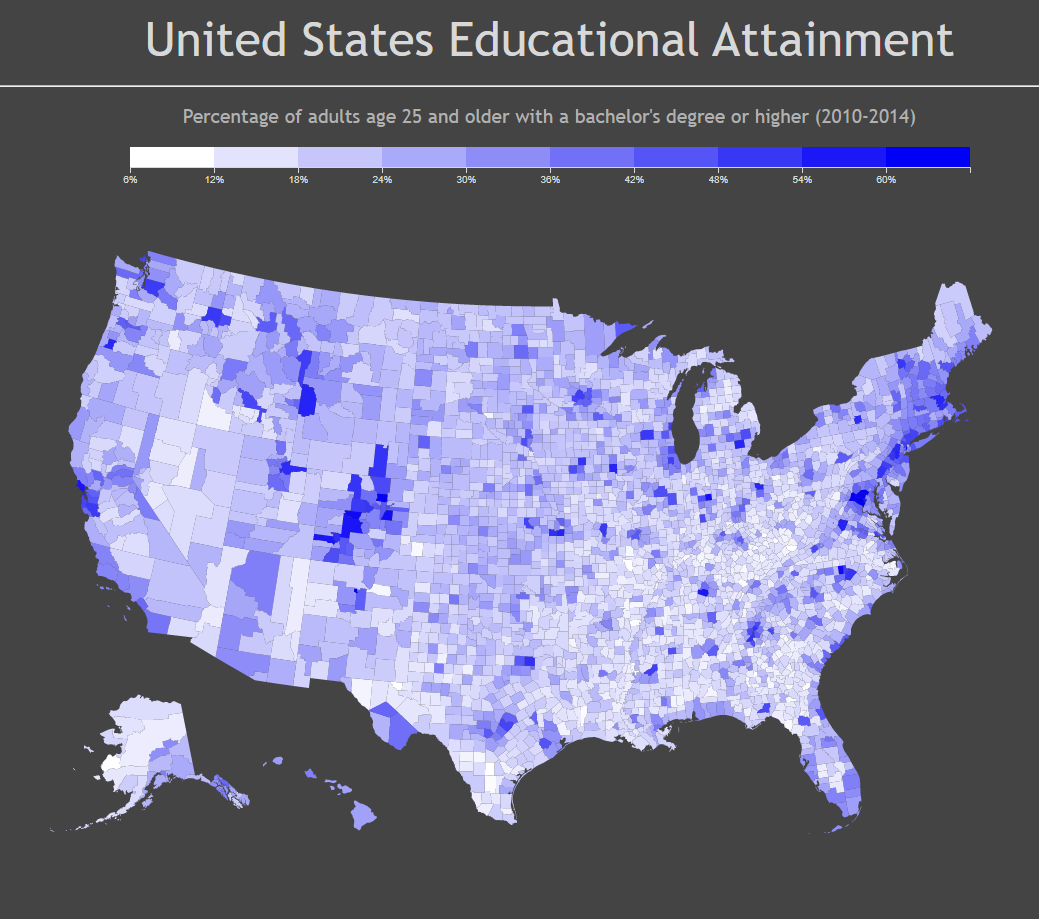 United States Educational Attainment
Percentage of adults age 25 and older with a bachelor's degree or higher (2010-2014)
6% 12% 18% 24% 30% 36% 42% 48% 54% 60%